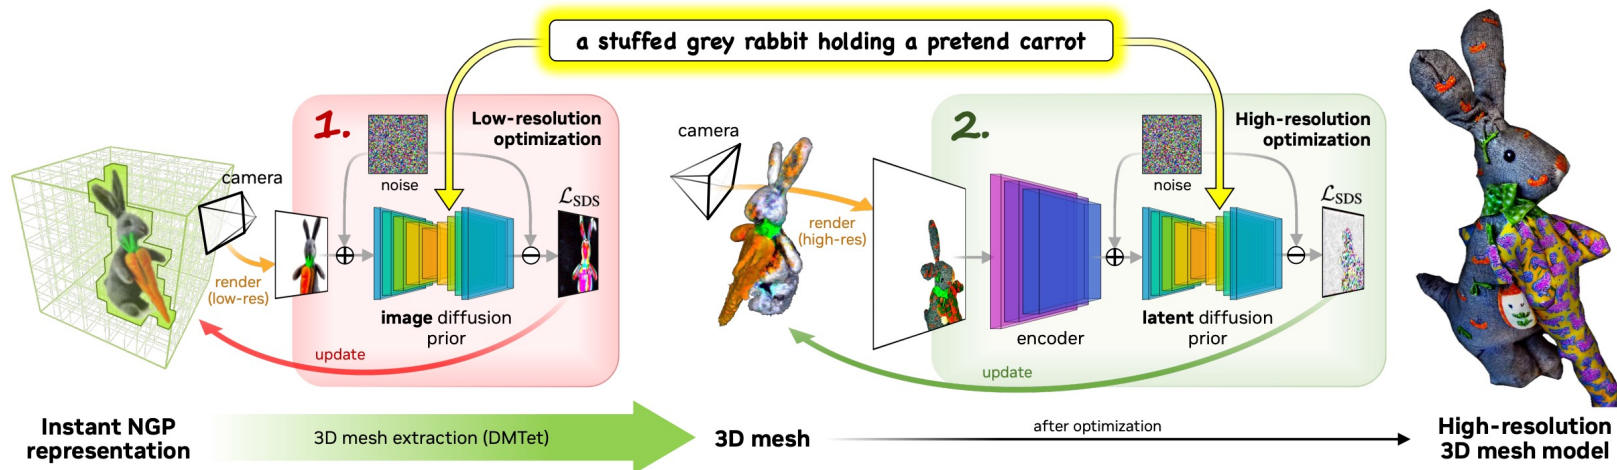 a stuffed grey rabbit holding a pretend carrot
1.
Low-resolution
optimization
noise
camera
render
(low-res)
ℒSDS
image diffusion
prior
update
camera
render
(high-res)
2.
High-resolution
optimization
noise
ℒSDS
encoder
latent diffusion
prior
update
Instant NGP
representation
3D mesh extraction (DMTet)
3D mesh
after optimization
High-resolution
3D mesh model